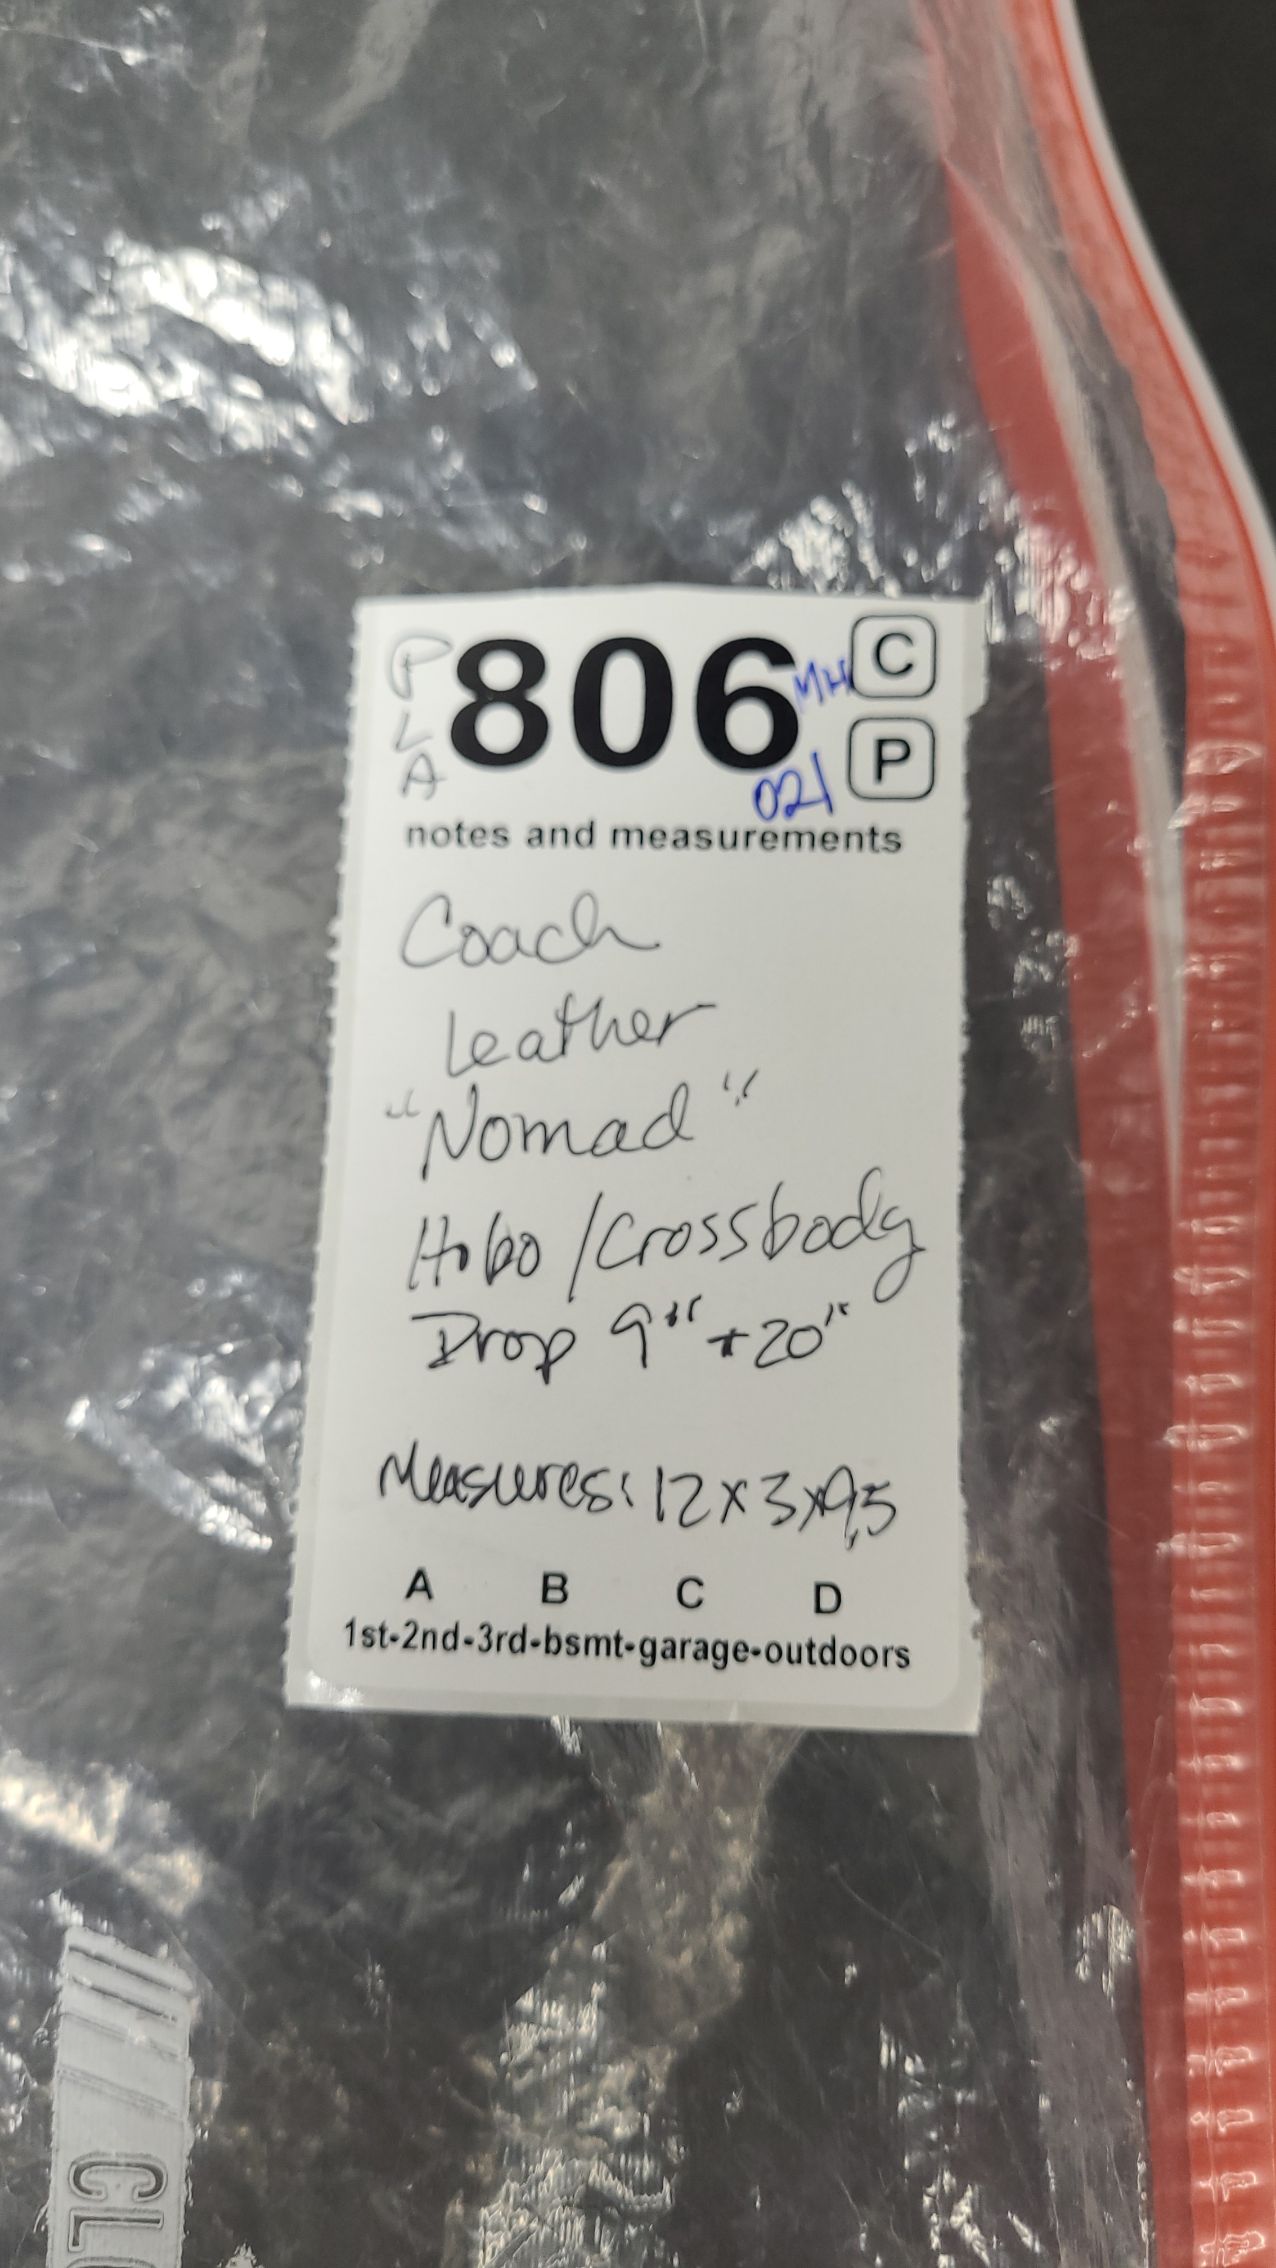 P
L
A
806
MH
021
C
P
notes and measurements
Coach
Leather
"Nomad"
Hobo/Crossbody
Drop 9" + 20"
Measures: 12 x 3 x 9.5
A B C D
1st-2nd-3rd-bsmt-garage-outdoors